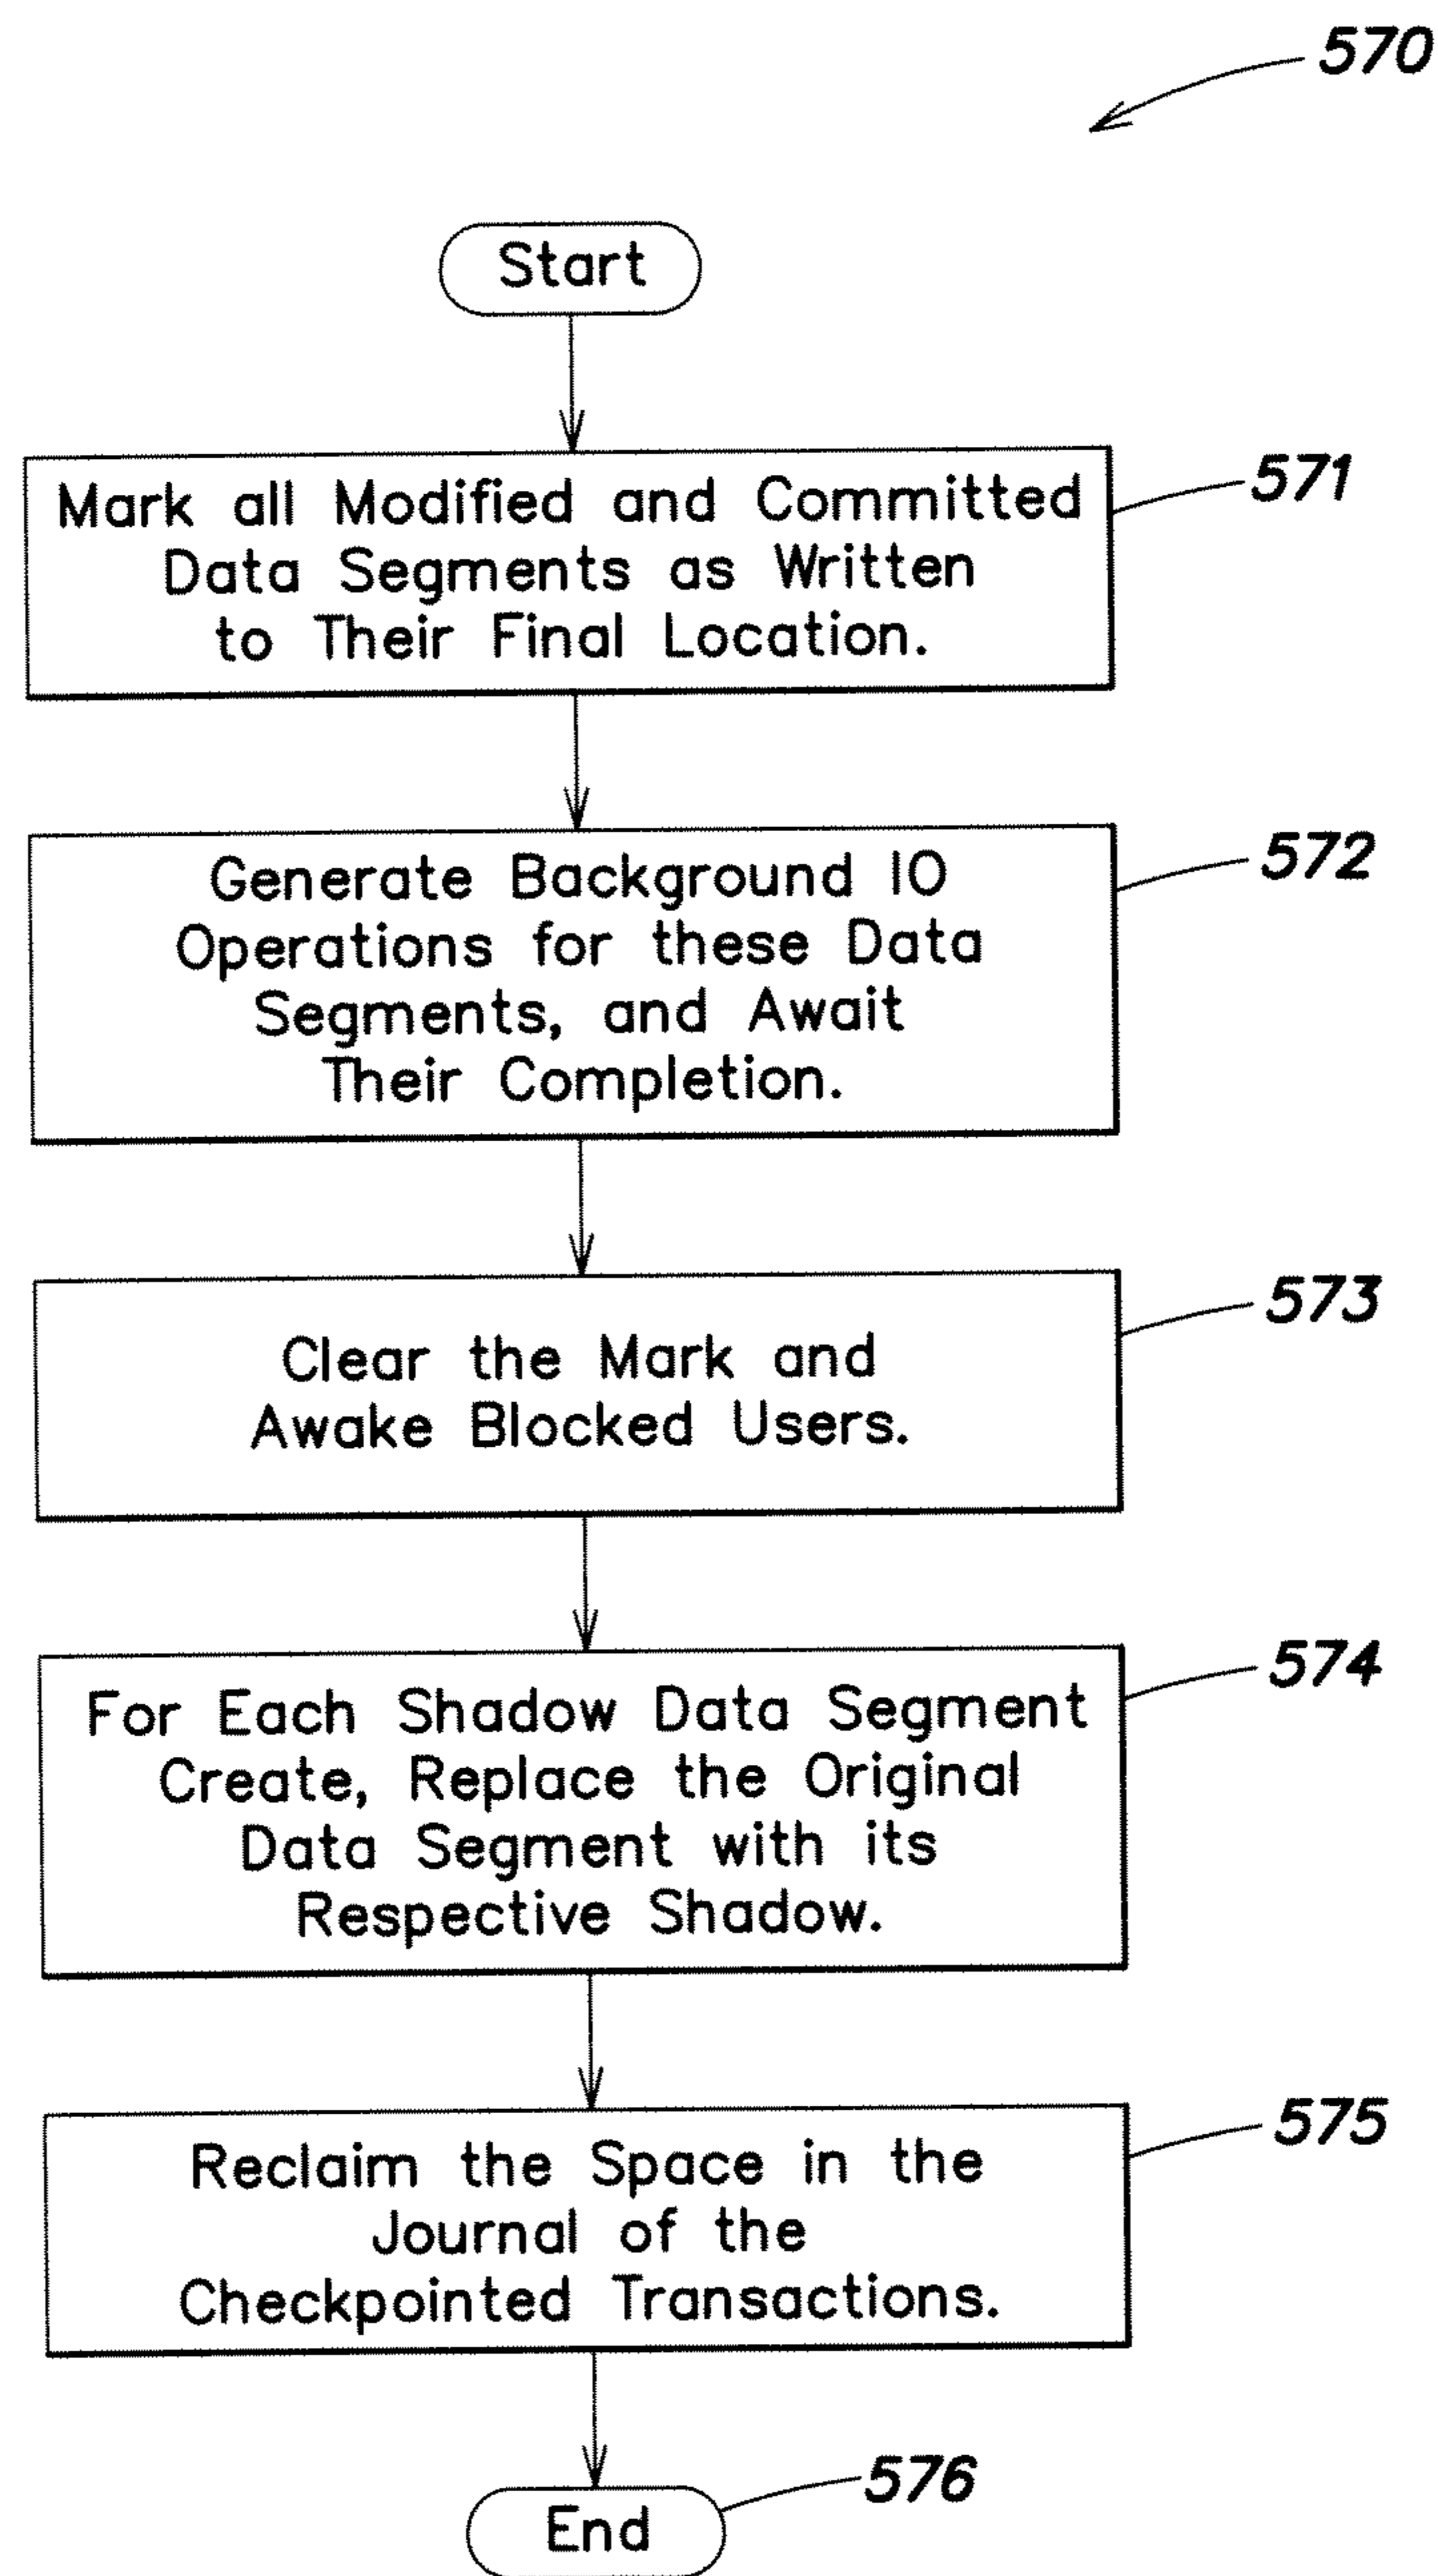 570
Start
Mark all Modified and Committed
Data Segments as Written
to Their Final Location.
571
Generate Background IO
Operations for these Data
Segments, and Await
Their Completion.
572
Clear the Mark and
Awake Blocked Users.
573
For Each Shadow Data Segment
Create, Replace the Original
Data Segment with its
Respective Shadow.
574
Reclaim the Space in the
Journal of the
Checkpointed Transactions.
575
End
576